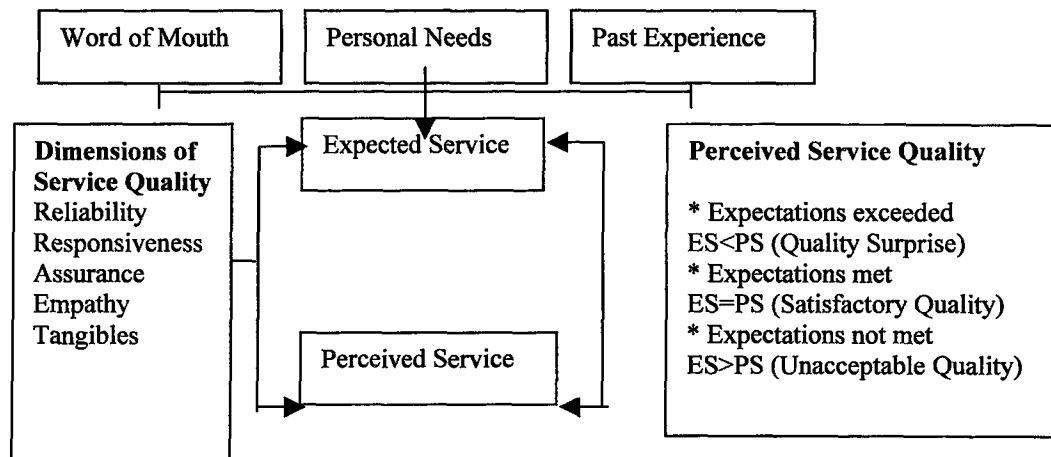 Word of Mouth
Personal Needs
Past Experience
Dimensions of
Service Quality
Reliability
Responsiveness
Assurance
Empathy
Tangibles
Expected Service
Perceived Service
Perceived Service Quality
* Expectations exceeded
ES<PS (Quality Surprise)
* Expectations met
ES=PS (Satisfactory Quality)
* Expectations not met
ES>PS (Unacceptable Quality)